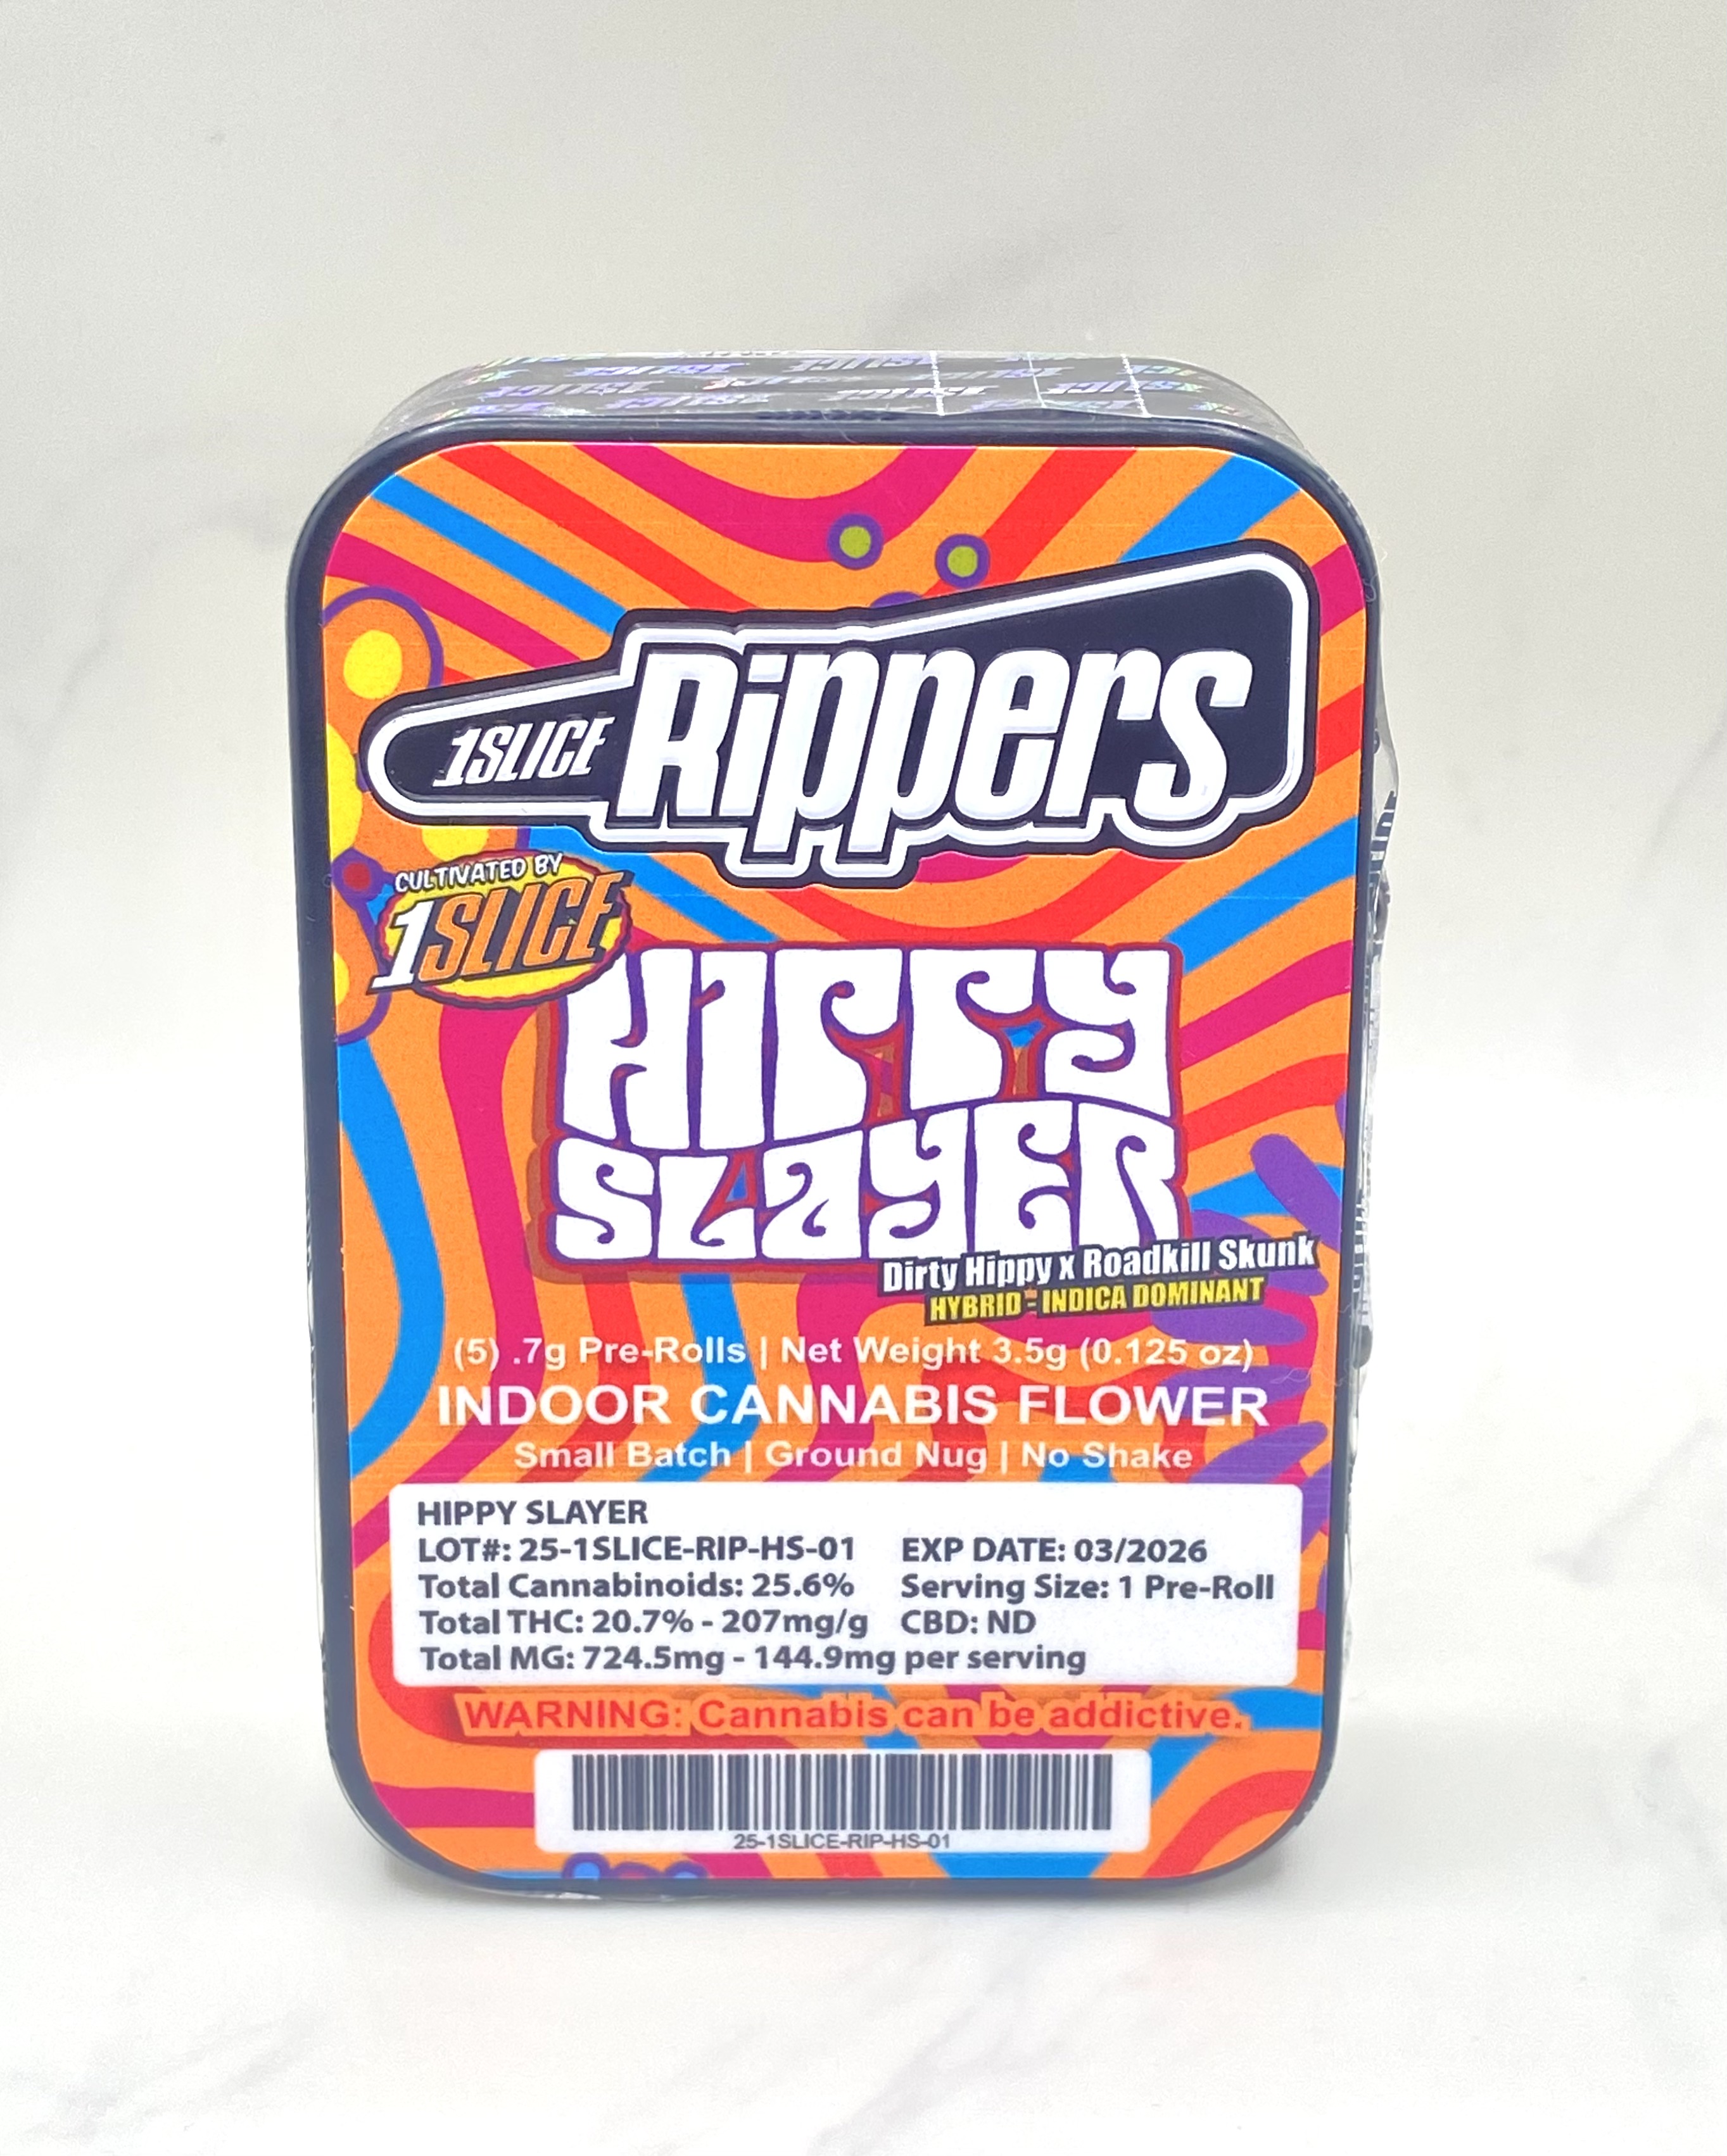 1SLICE Rippers
CULTIVATED BY
1SLICE
HIPPY
SLAYER
Dirty Hippy x Roadkill Skunk
HYBRID - INDICA DOMINANT
(5) .7g Pre-Rolls | Net Weight 3.5g (0.125 oz)
INDOOR CANNABIS FLOWER
Small Batch | Ground Nug | No Shake
HIPPY SLAYER
LOT#: 25-1SLICE-RIP-HS-01 EXP DATE: 03/2026
Total Cannabinoids: 25.6% Serving Size: 1 Pre-Roll
Total THC: 20.7% - 207mg/g CBD: ND
Total MG: 724.5mg - 144.9mg per serving
WARNING: Cannabis can be addictive.
25-1SLICE-RIP-HS-01